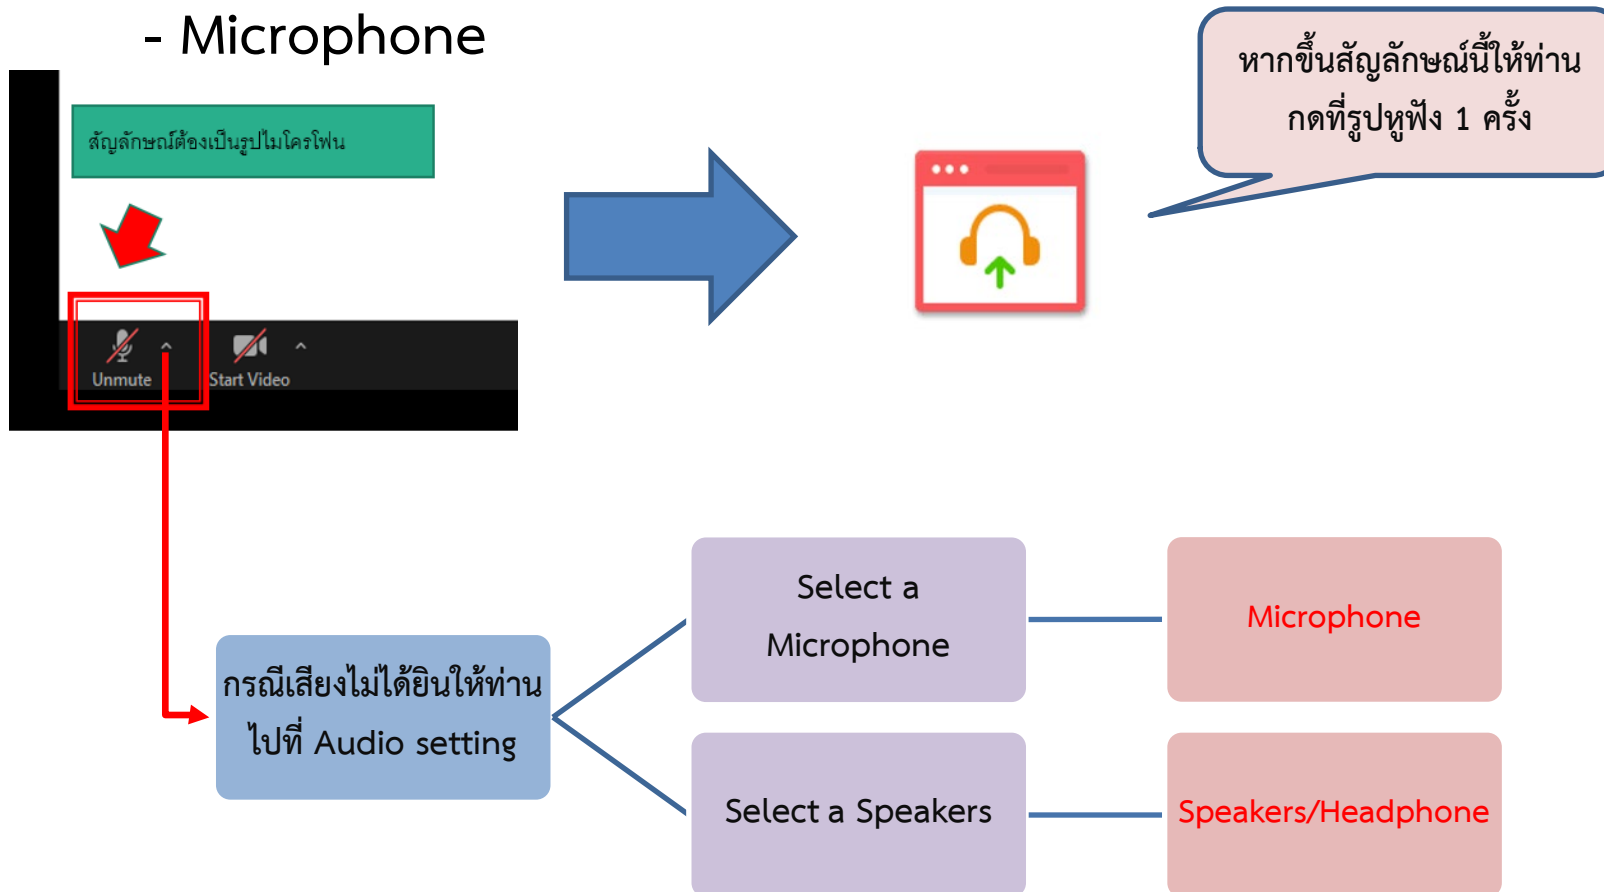 - Microphone
หากขึ้นสัญลักษณ์นี้ให้ท่าน
กดที่รูปหูฟัง 1 ครั้ง
สัญลักษณ์ต้องเป็นรูปไมโครโฟน
Unmute
Start Video
กรณีเสียงไม่ได้ยินให้ท่าน
ไปที่ Audio setting
Select a
Microphone
Microphone
Select a Speakers
Speakers/Headphone